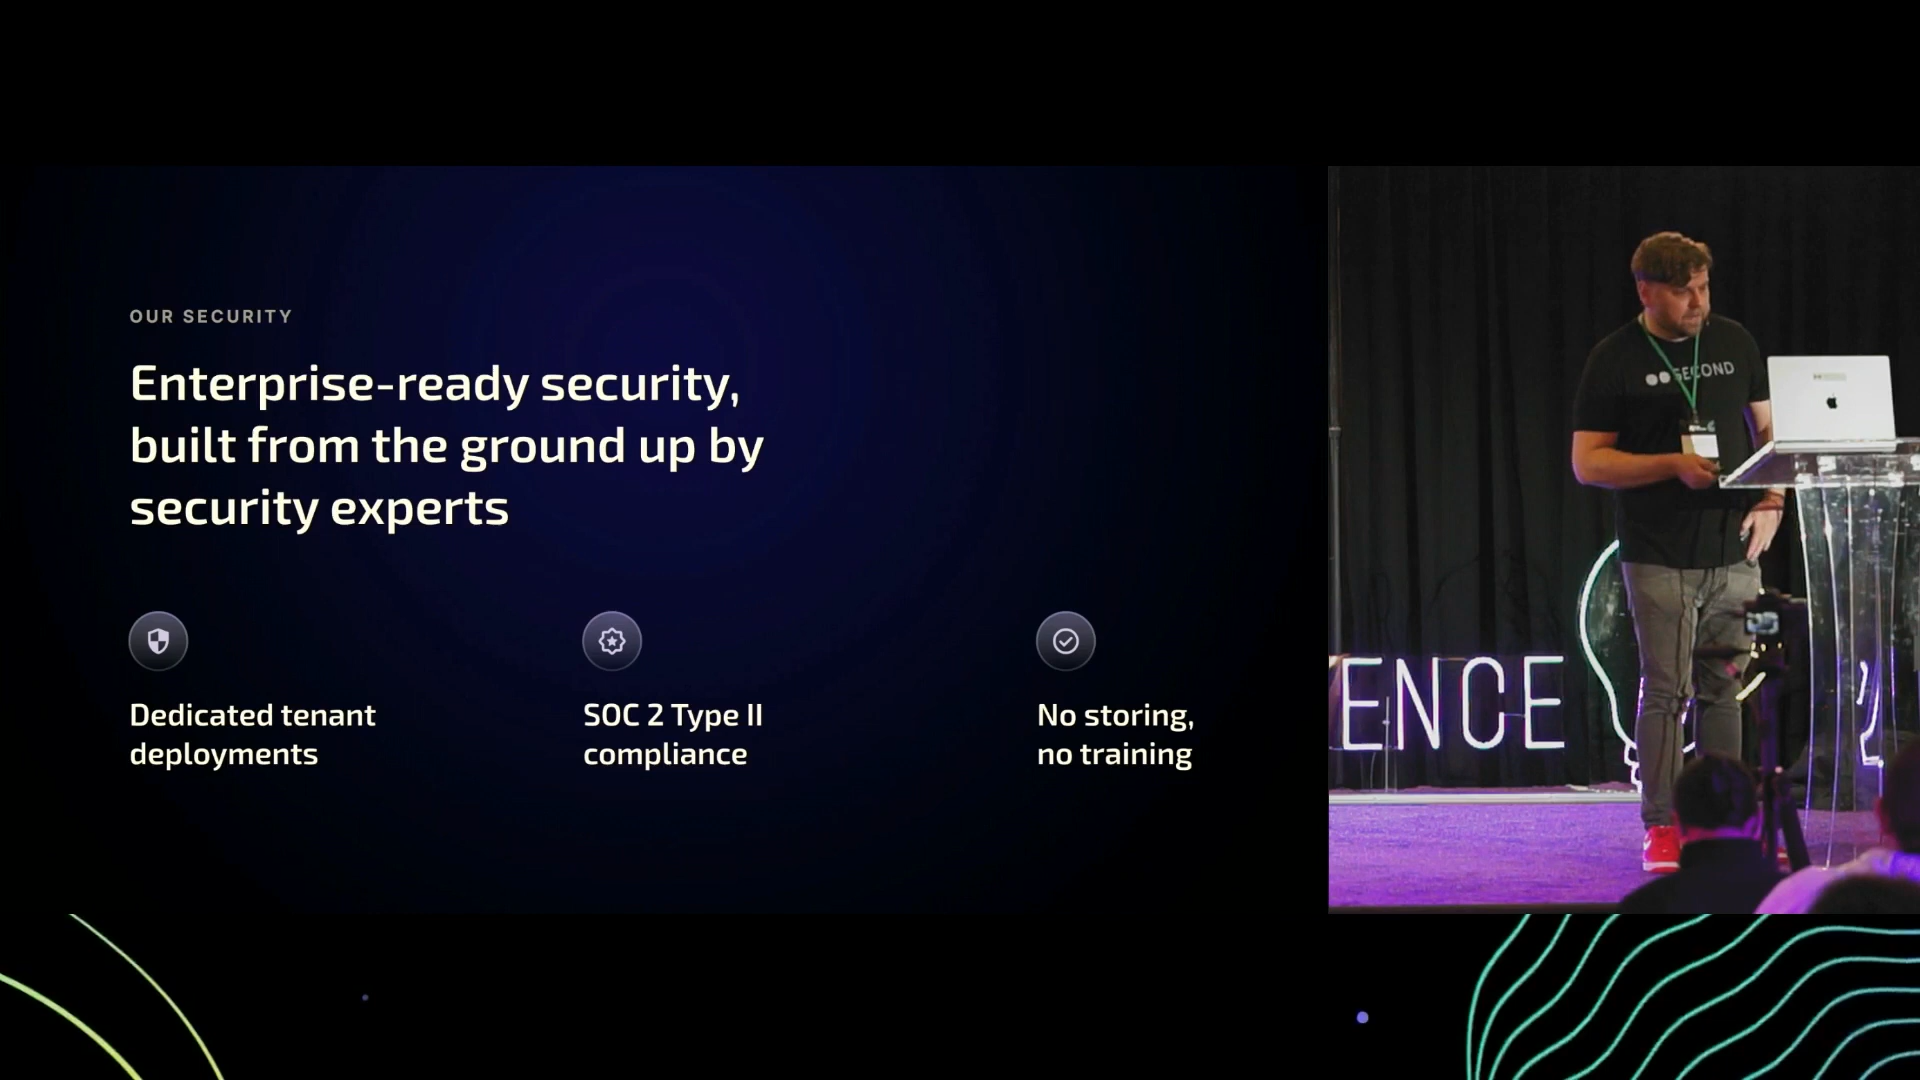 OUR SECURITY
Enterprise-ready security,
built from the ground up by
security experts
Dedicated tenant
deployments
SOC 2 Type II
compliance
No storing,
no training
SECOND
ENCE